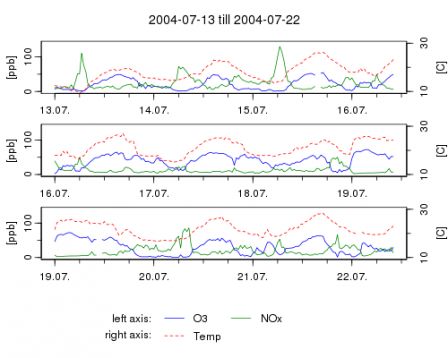 2004-07-13 till 2004-07-22
[ppb]
0 100
10 20 30
[C]
13.07. 14.07. 15.07. 16.07.
[ppb]
0 100
10 20 30
[C]
16.07. 17.07. 18.07. 19.07.
[ppb]
0 100
10 20 30
[C]
19.07. 20.07. 21.07. 22.07.
left axis: O3 NOx
right axis: Temp